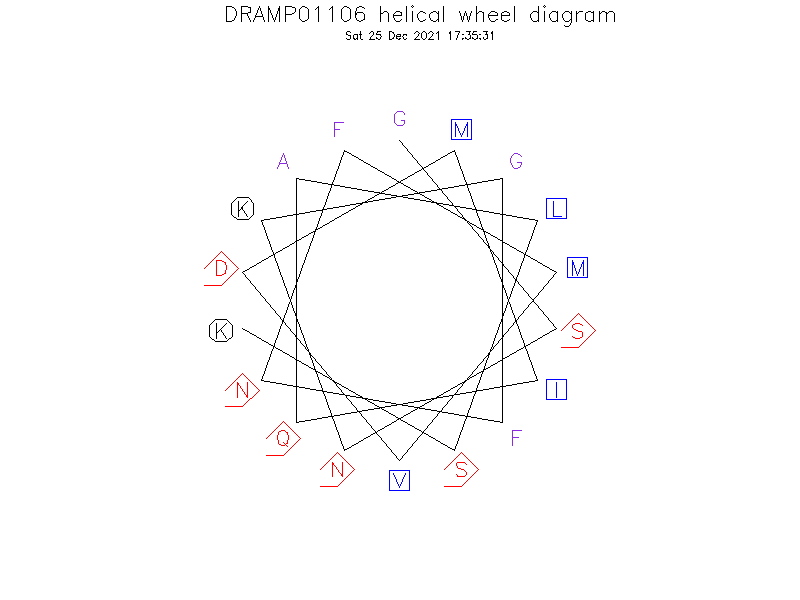 DRAMP01106 helical wheel diagram
Sat 25 Dec 2021 17:35:31
G
F M
A G
K L
D M
K S
N I
Q F
N S
V